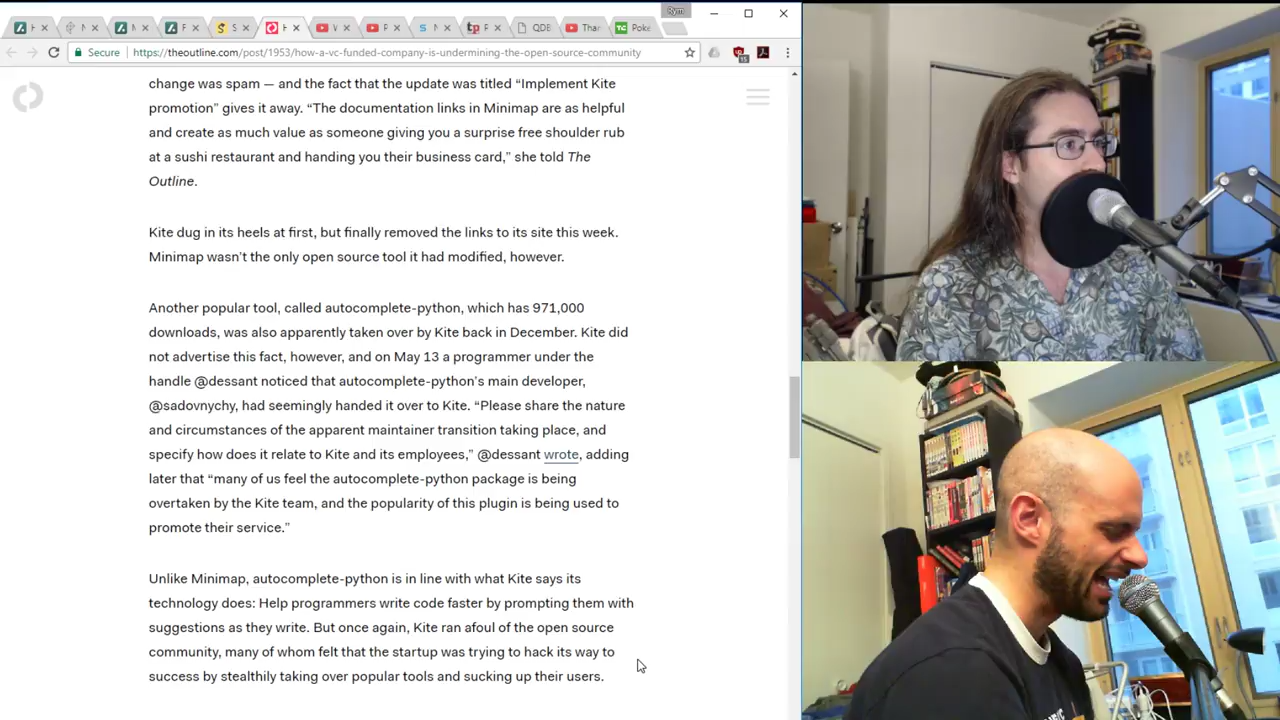 Rym
H
N
N
F
S
H
V
F
N
F
QDE
Thar
Poke
Secure
https://theoutline.com/post/1953/how-a-vc-funded-company-is-undermining-the-open-source-community
15
change was spam — and the fact that the update was titled “Implement Kite
promotion” gives it away. “The documentation links in Minimap are as helpful
and create as much value as someone giving you a surprise free shoulder rub
at a sushi restaurant and handing you their business card,” she told The
Outline.
Kite dug in its heels at first, but finally removed the links to its site this week.
Minimap wasn’t the only open source tool it had modified, however.
Another popular tool, called autocomplete-python, which has 971,000
downloads, was also apparently taken over by Kite back in December. Kite did
not advertise this fact, however, and on May 13 a programmer under the
handle @dessant noticed that autocomplete-python’s main developer,
@sadovnychy, had seemingly handed it over to Kite. “Please share the nature
and circumstances of the apparent maintainer transition taking place, and
specify how does it relate to Kite and its employees,” @dessant wrote, adding
later that “many of us feel the autocomplete-python package is being
overtaken by the Kite team, and the popularity of this plugin is being used to
promote their service.”
Unlike Minimap, autocomplete-python is in line with what Kite says its
technology does: Help programmers write code faster by prompting them with
suggestions as they write. But once again, Kite ran afoul of the open source
community, many of whom felt that the startup was trying to hack its way to
success by stealthily taking over popular tools and sucking up their users.